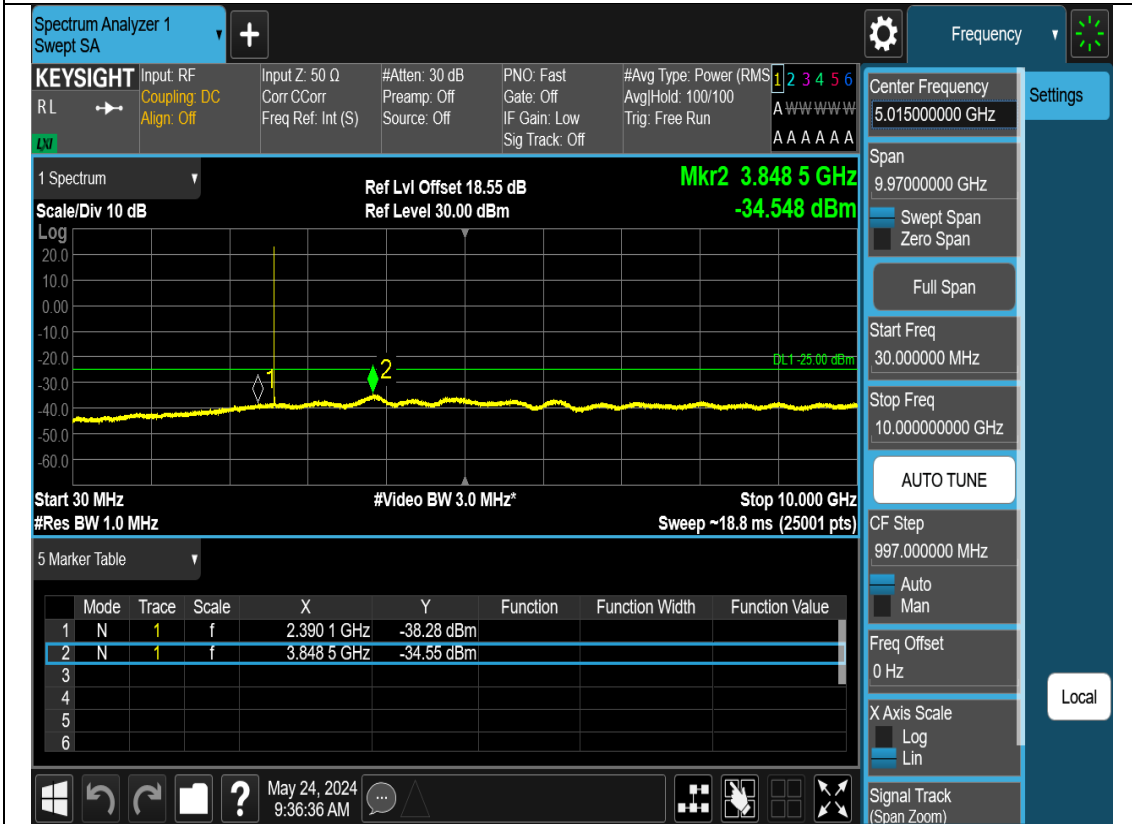 Spectrum Analyzer 1
Swept SA
Frequency
KEYSIGHT
R L
LXI
Input: RF
Coupling: DC
Align: Off
Input Z: 50 Ω
Corr CCorr
Freq Ref: Int (S)
#Atten: 30 dB
Preamp: Off
Source: Off
PNO: Fast
Gate: Off
IF Gain: Low
Sig Track: Off
#Avg Type: Power (RMS
Avg|Hold: 100/100
Trig: Free Run
1 2 3 4 5 6
A W W W W W
A A A A A A
1 Spectrum
Scale/Div 10 dB
Log
Ref Lvl Offset 18.55 dB
Ref Level 30.00 dBm
Mkr2 3.848 5 GHz
-34.548 dBm
20.0
10.0
0.00
-10.0
-20.0
-30.0
-40.0
-50.0
-60.0
DL1 -25.00 dBm
1
2
Start 30 MHz
#Video BW 3.0 MHz*
Stop 10.000 GHz
#Res BW 1.0 MHz
Sweep ~18.8 ms (25001 pts)
5 Marker Table
Mode Trace Scale X Y Function Function Width Function Value
1 N 1 f 2.390 1 GHz -38.28 dBm
2 N 1 f 3.848 5 GHz -34.55 dBm
3
4
5
6
?
May 24, 2024
9:36:36 AM
Center Frequency
5.015000000 GHz
Settings
Span
9.97000000 GHz
Swept Span
Zero Span
Full Span
Start Freq
30.000000 MHz
Stop Freq
10.000000000 GHz
AUTO TUNE
CF Step
997.000000 MHz
Auto
Man
Freq Offset
0 Hz
X Axis Scale
Log
Lin
Signal Track
(Span Zoom)
Local